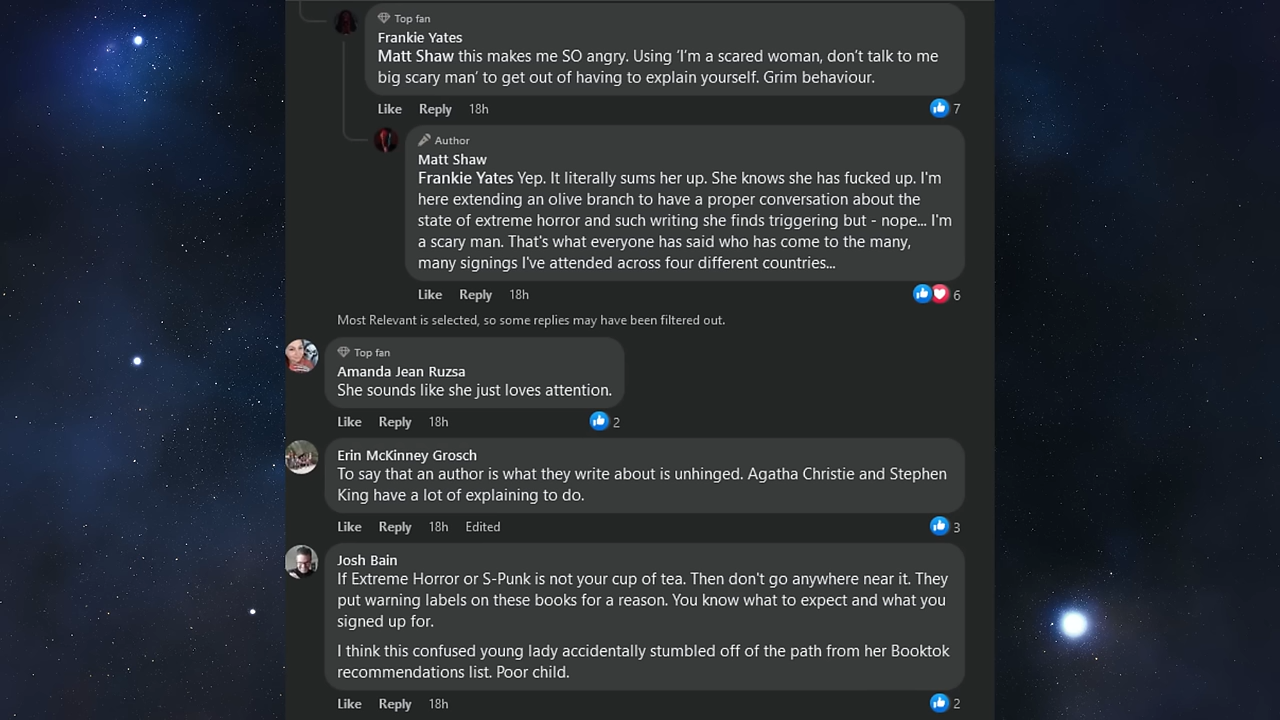 Top fan
Frankie Yates
Matt Shaw this makes me SO angry. Using ‘I’m a scared woman, don’t talk to me
big scary man’ to get out of having to explain yourself. Grim behaviour.
Like Reply 18h 7
Author
Matt Shaw
Frankie Yates Yep. It literally sums her up. She knows she has fucked up. I'm
here extending an olive branch to have a proper conversation about the
state of extreme horror and such writing she finds triggering but - nope... I'm
a scary man. That's what everyone has said who has come to the many,
many signings I've attended across four different countries...
Like Reply 18h 6
Most Relevant is selected, so some replies may have been filtered out.
Top fan
Amanda Jean Ruzsa
She sounds like she just loves attention.
Like Reply 18h 2
Erin McKinney Grosch
To say that an author is what they write about is unhinged. Agatha Christie and Stephen
King have a lot of explaining to do.
Like Reply 18h Edited 3
Josh Bain
If Extreme Horror or S-Punk is not your cup of tea. Then don't go anywhere near it. They
put warning labels on these books for a reason. You know what to expect and what you
signed up for.
I think this confused young lady accidentally stumbled off of the path from her Booktok
recommendations list. Poor child.
Like Reply 18h 2